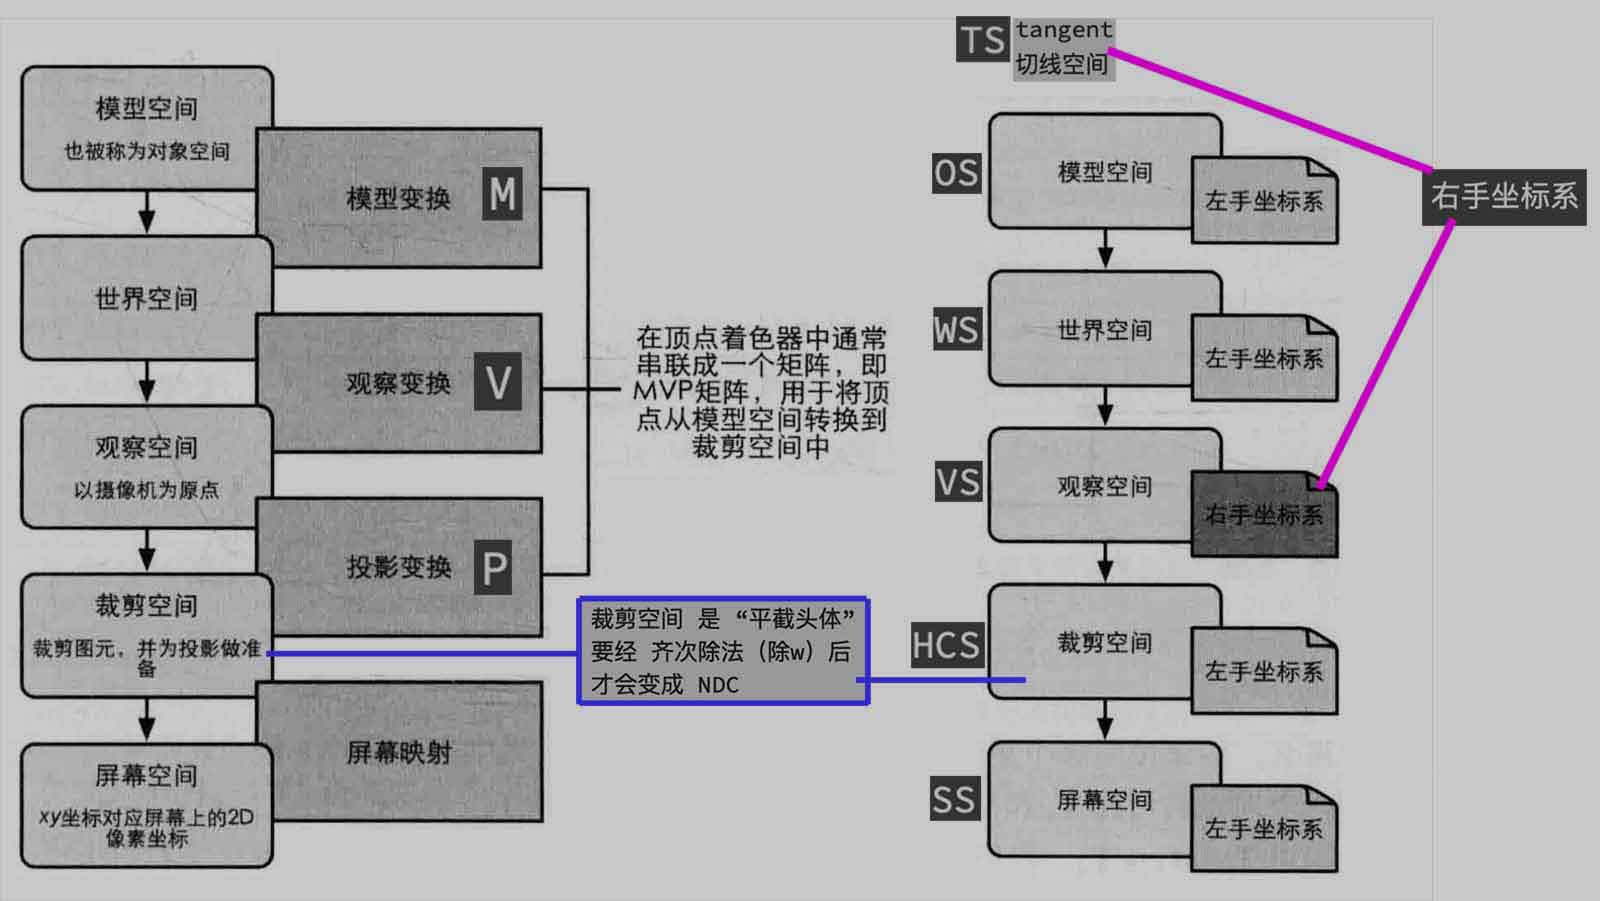 模型空间
也被称为对象空间
模型变换
M
世界空间
观察变换
V
观察空间
以摄像机为原点
投影变换
P
裁剪空间
裁剪图元，并为投影做准
备
屏幕映射
屏幕空间
xy坐标对应屏幕上的2D
像素坐标
在顶点着色器中通常
串联成一个矩阵，即
MVP矩阵，用于将顶
点从模型空间转换到
裁剪空间中
裁剪空间 是 “平截头体”
要经 齐次除法（除w）后
才会变成 NDC
TS
tangent
切线空间
右手坐标系
OS
模型空间
左手坐标系
WS
世界空间
左手坐标系
VS
观察空间
右手坐标系
HCS
裁剪空间
左手坐标系
SS
屏幕空间
左手坐标系